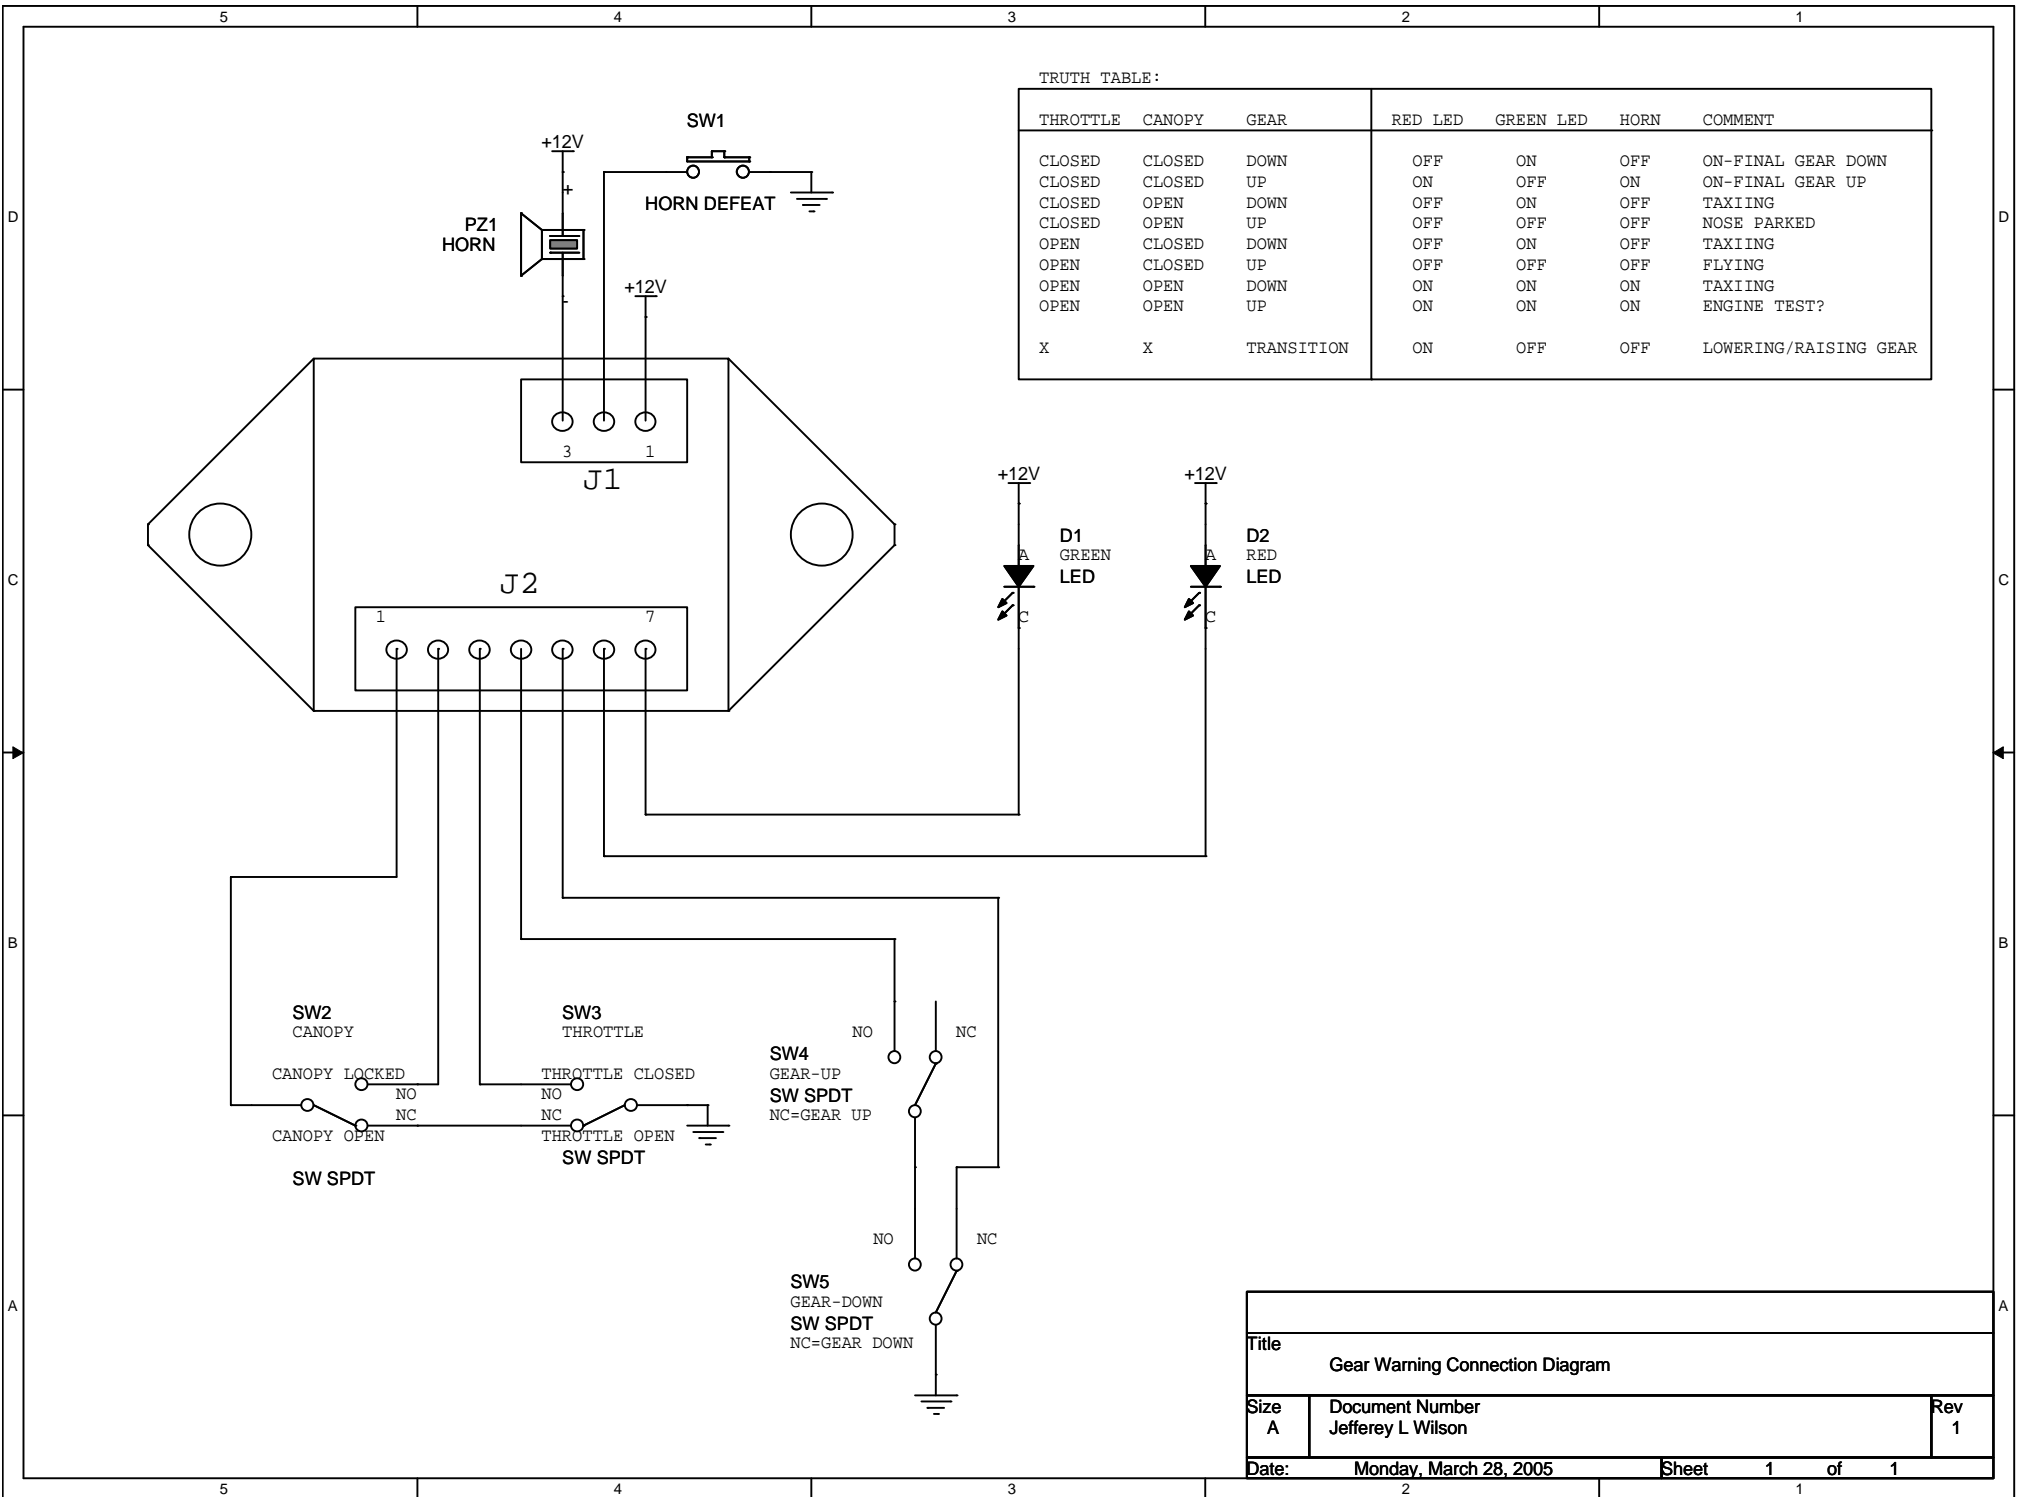 5 4 3 2 1
TRUTH TABLE:
THROTTLE CANOPY GEAR RED LED GREEN LED HORN COMMENT
CLOSED CLOSED DOWN OFF ON OFF ON-FINAL GEAR DOWN
CLOSED CLOSED UP ON OFF ON ON-FINAL GEAR UP
CLOSED OPEN DOWN OFF ON OFF TAXIING
CLOSED OPEN UP OFF OFF OFF NOSE PARKED
OPEN CLOSED DOWN OFF ON OFF TAXIING
OPEN CLOSED UP OFF OFF OFF FLYING
OPEN OPEN DOWN ON ON ON TAXIING
OPEN OPEN UP ON ON ON ENGINE TEST?
X X TRANSITION ON OFF OFF LOWERING/RAISING GEAR
SW1
+12V
+
HORN DEFEAT
D
D
PZ1
HORN
-
+12V
3 1
J1
+12V
A
D1
GREEN
LED
C
+12V
A
D2
RED
LED
C
C
C
J2
1 7
B
B
SW2
CANOPY
CANOPY LOCKED
NO
NC
CANOPY OPEN
SW SPDT
SW3
THROTTLE
THROTTLE CLOSED
NO
NC
THROTTLE OPEN
SW SPDT
NO NC
SW4
GEAR-UP
SW SPDT
NC=GEAR UP
NO NC
SW5
GEAR-DOWN
SW SPDT
NC=GEAR DOWN
A
A
Title
Gear Warning Connection Diagram
Size
A
Document Number
Jefferey L Wilson
Rev
1
Date: Monday, March 28, 2005 Sheet 1 of 1
5 4 3 2 1